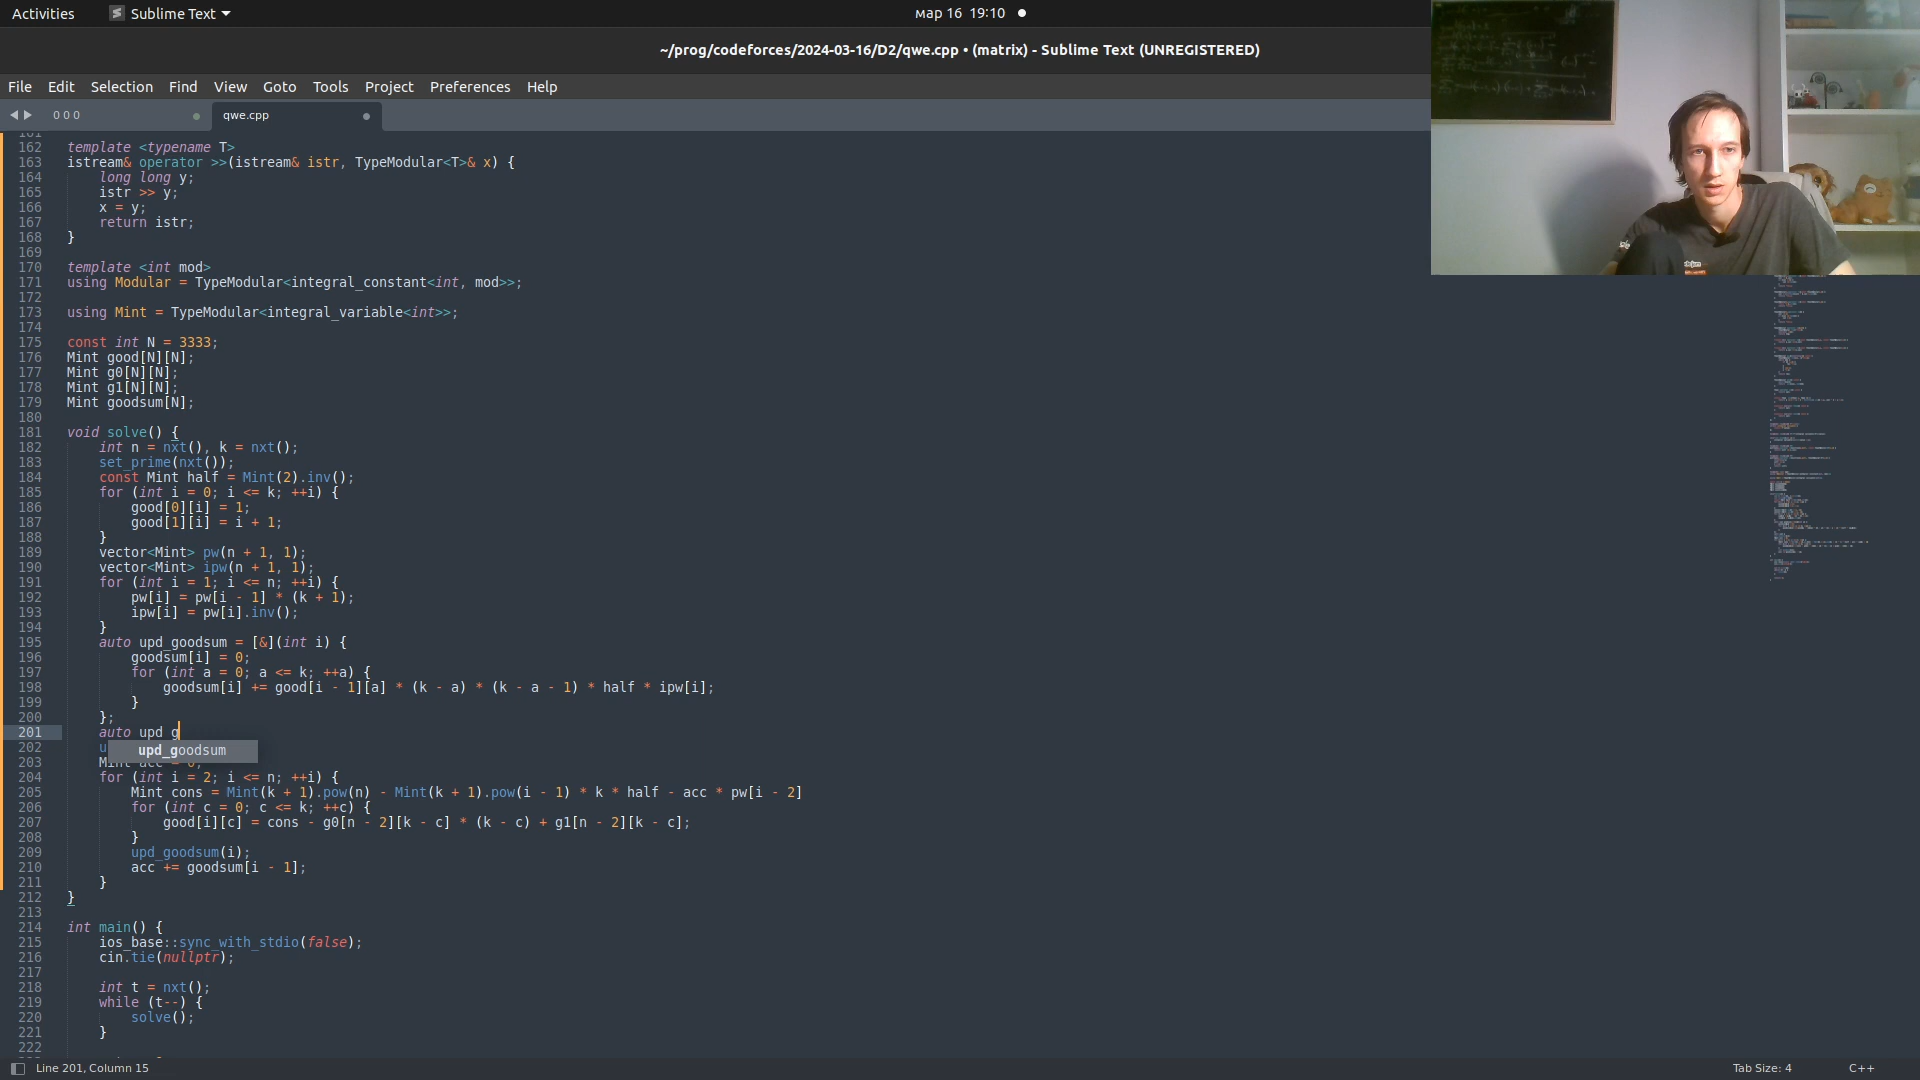 Activities
Sublime Text
мар 16 19:10
~/prog/codeforces/2024-03-16/D2/qwe.cpp • (matrix) - Sublime Text (UNREGISTERED)
File Edit Selection Find View Goto Tools Project Preferences Help
0 0 0
qwe.cpp
161
162 template <typename T>
163 istream& operator >>(istream& istr, TypeModular<T>& x) {
164 long long y;
165 istr >> y;
166 x = y;
167 return istr;
168 }
169
170 template <int mod>
171 using Modular = TypeModular<integral_constant<int, mod>>;
172
173 using Mint = TypeModular<integral_variable<int>>;
174
175 const int N = 3333;
176 Mint good[N][N];
177 Mint g0[N][N];
178 Mint g1[N][N];
179 Mint goodsum[N];
180
181 void solve() {
182 int n = nxt(), k = nxt();
183 set_prime(nxt());
184 const Mint half = Mint(2).inv();
185 for (int i = 0; i <= k; ++i) {
186 good[0][i] = 1;
187 good[1][i] = i + 1;
188 }
189 vector<Mint> pw(n + 1, 1);
190 vector<Mint> ipw(n + 1, 1);
191 for (int i = 1; i <= n; ++i) {
192 pw[i] = pw[i - 1] * (k + 1);
193 ipw[i] = pw[i].inv();
194 }
195 auto upd_goodsum = [&](int i) {
196 goodsum[i] = 0;
197 for (int a = 0; a <= k; ++a) {
198 goodsum[i] += good[i - 1][a] * (k - a) * (k - a - 1) * half * ipw[i];
199 }
200 };
201 auto upd_g
202 u
upd_goodsum
203 Mint acc = 0;
204 for (int i = 2; i <= n; ++i) {
205 Mint cons = Mint(k + 1).pow(n) - Mint(k + 1).pow(i - 1) * k * half - acc * pw[i - 2]
206 for (int c = 0; c <= k; ++c) {
207 good[i][c] = cons - g0[n - 2][k - c] * (k - c) + g1[n - 2][k - c];
208 }
209 upd_goodsum(i);
210 acc += goodsum[i - 1];
211 }
212 }
213
214 int main() {
215 ios_base::sync_with_stdio(false);
216 cin.tie(nullptr);
217
218 int t = nxt();
219 while (t--) {
220 solve();
221 }
222
Line 201, Column 15
Tab Size: 4
C++